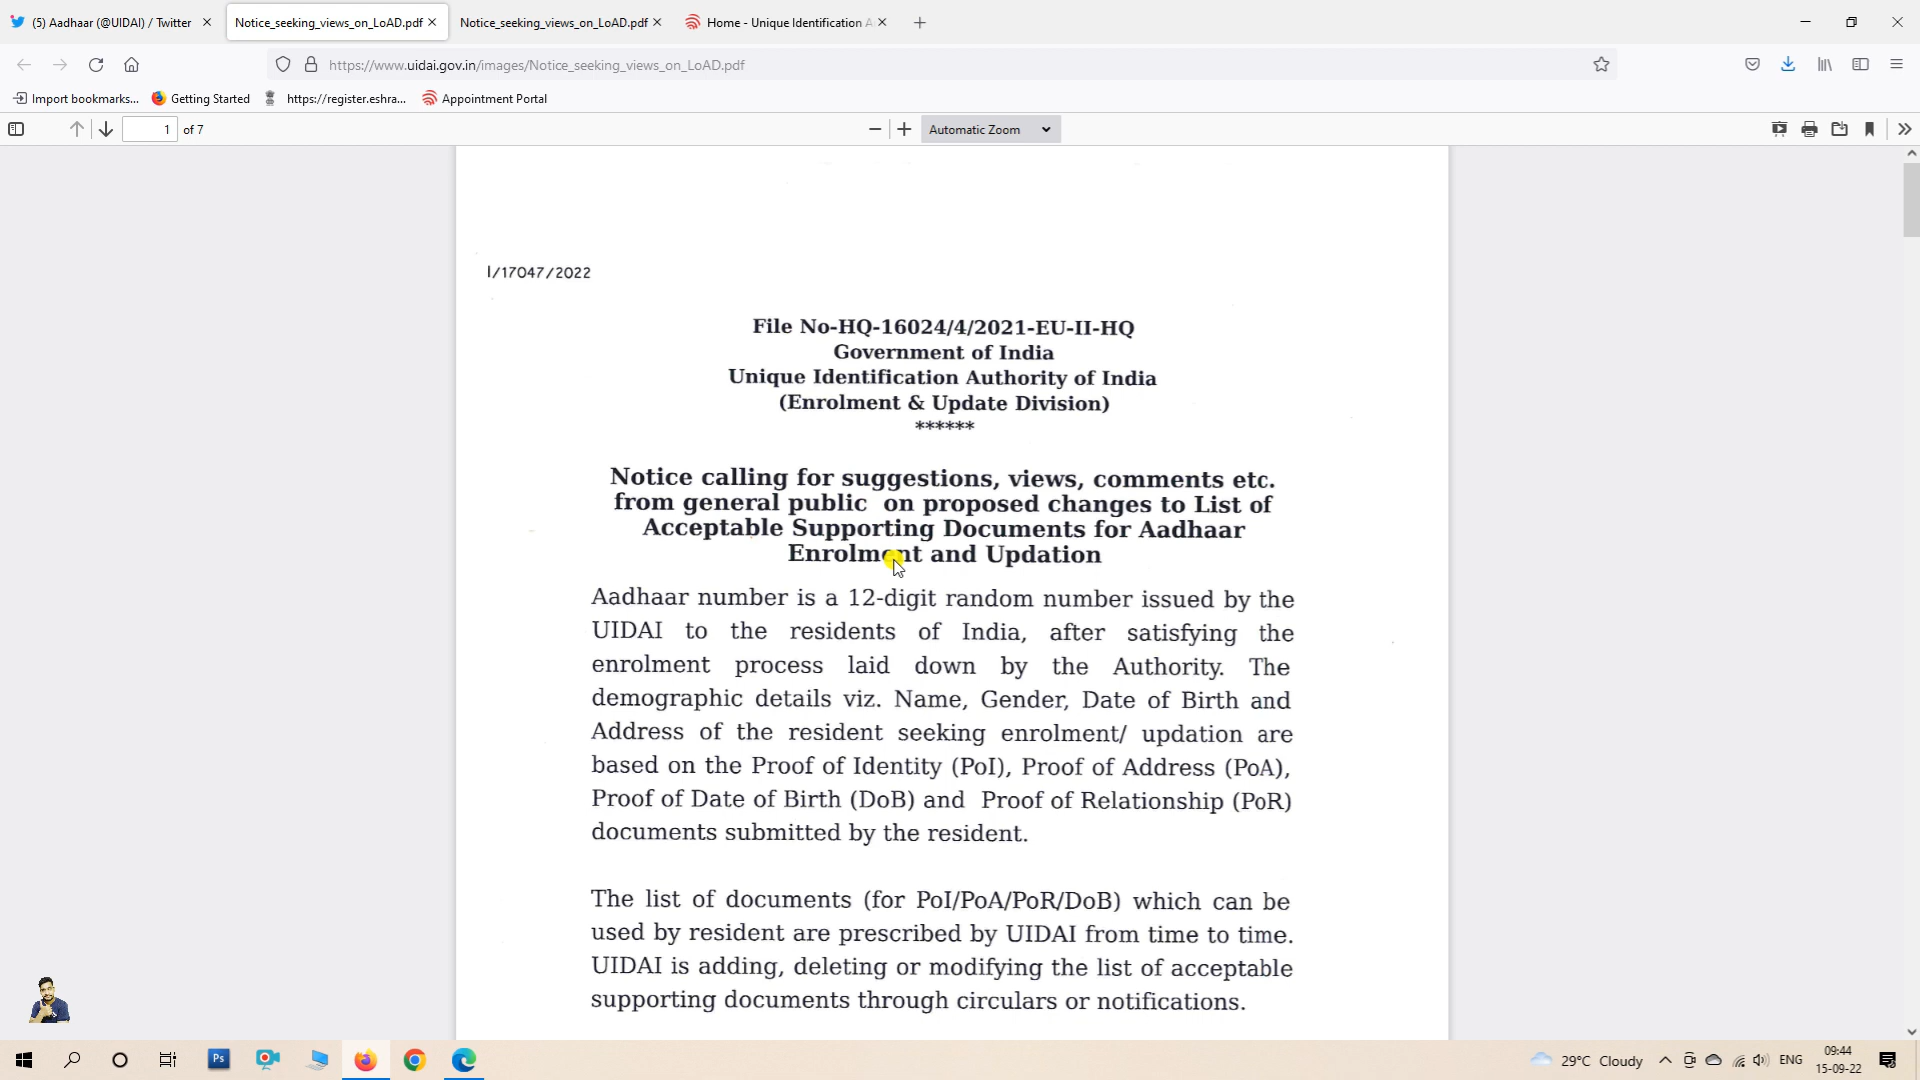 (5) Aadhaar (@UIDAI) / Twitter
Notice_seeking_views_on_LoAD.pdf
Notice_seeking_views_on_LoAD.pdf
Home - Unique Identification A
https://www.uidai.gov.in/images/Notice_seeking_views_on_LoAD.pdf
Import bookmarks...
Getting Started
https://register.eshra...
Appointment Portal
1 of 7
Automatic Zoom
I/17047/2022
File No-HQ-16024/4/2021-EU-II-HQ
Government of India
Unique Identification Authority of India
(Enrolment & Update Division)
******
Notice calling for suggestions, views, comments etc.
from general public on proposed changes to List of
Acceptable Supporting Documents for Aadhaar
Enrolment and Updation
Aadhaar number is a 12-digit random number issued by the
UIDAI to the residents of India, after satisfying the
enrolment process laid down by the Authority. The
demographic details viz. Name, Gender, Date of Birth and
Address of the resident seeking enrolment/ updation are
based on the Proof of Identity (PoI), Proof of Address (PoA),
Proof of Date of Birth (DoB) and Proof of Relationship (PoR)
documents submitted by the resident.
The list of documents (for PoI/PoA/PoR/DoB) which can be
used by resident are prescribed by UIDAI from time to time.
UIDAI is adding, deleting or modifying the list of acceptable
supporting documents through circulars or notifications.
Ps
29°C Cloudy
ENG
09:44
15-09-22